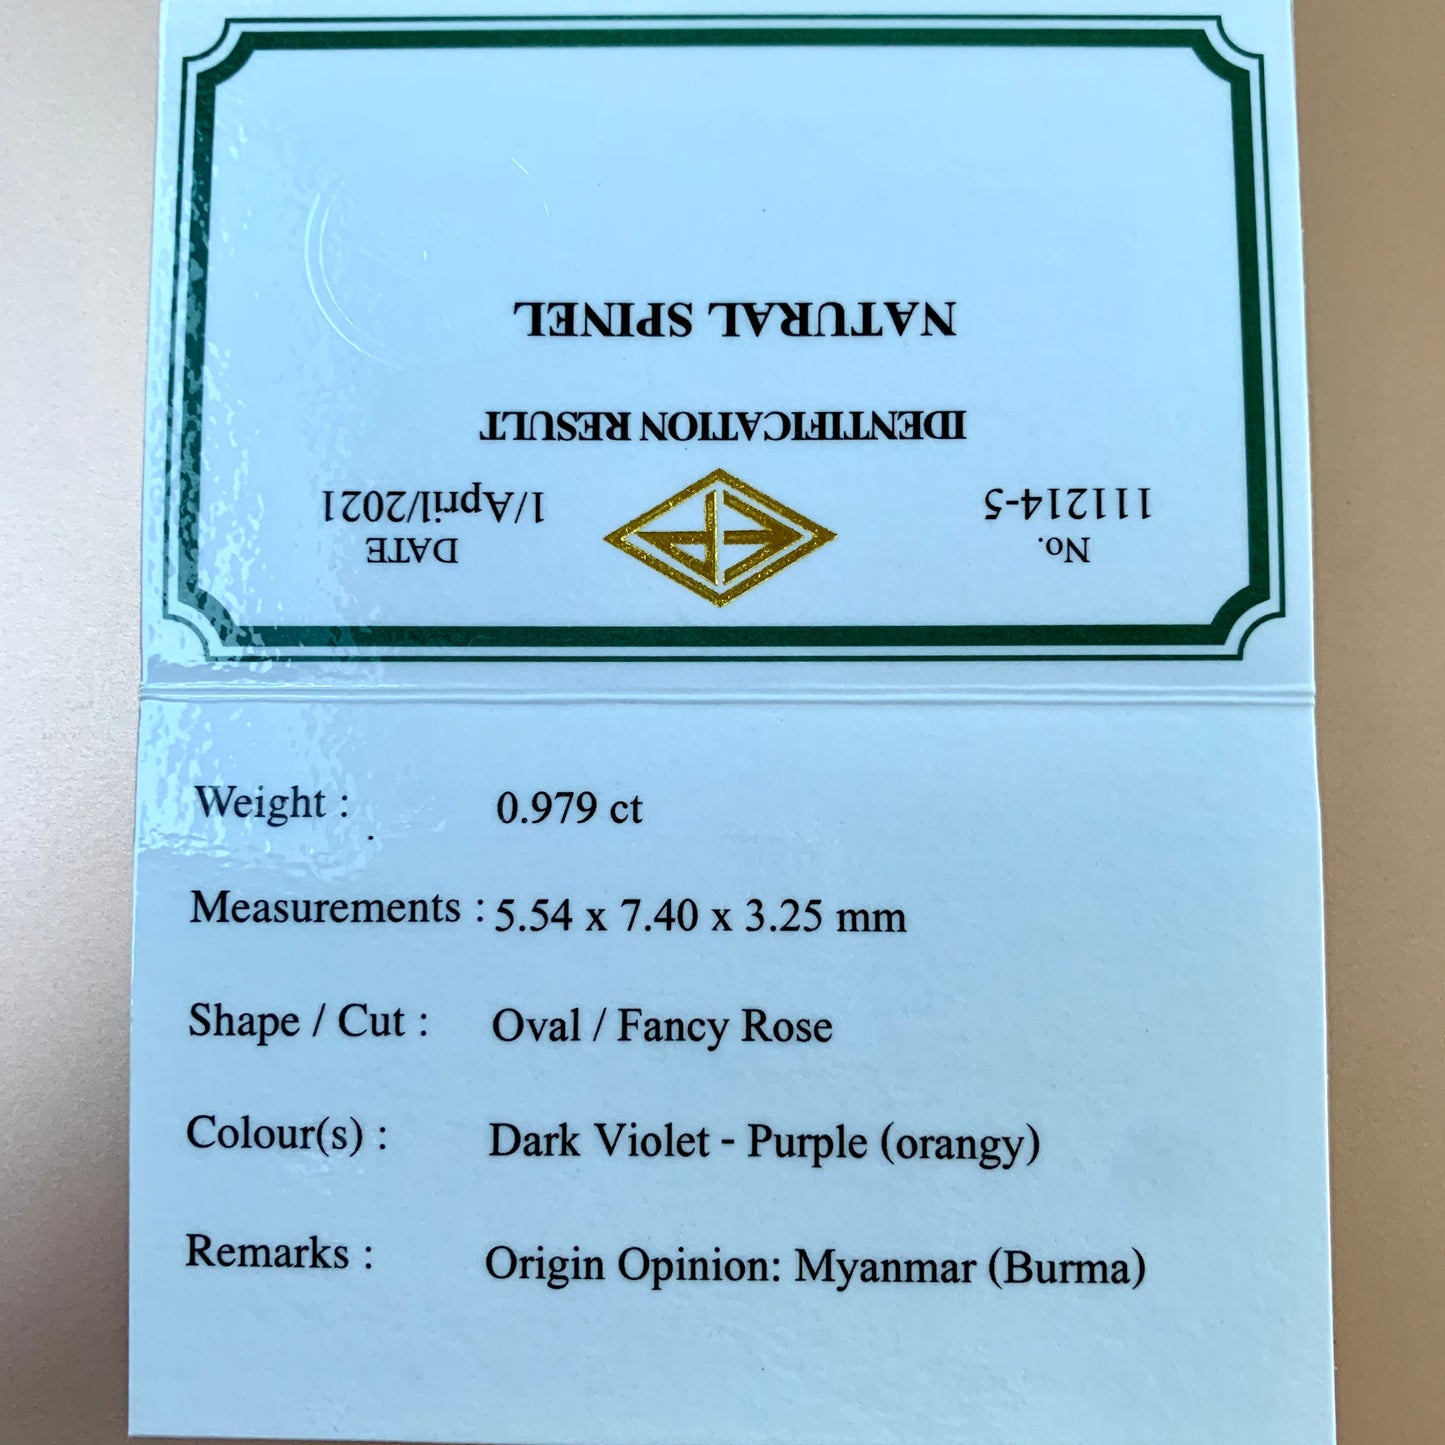 No. DATE
111214-5 1/April/2021
IDENTIFICATION RESULT
NATURAL SPINEL
Weight : 0.979 ct
Measurements : 5.54 x 7.40 x 3.25 mm
Shape / Cut : Oval / Fancy Rose
Colour(s) : Dark Violet - Purple (orangy)
Remarks : Origin Opinion: Myanmar (Burma)